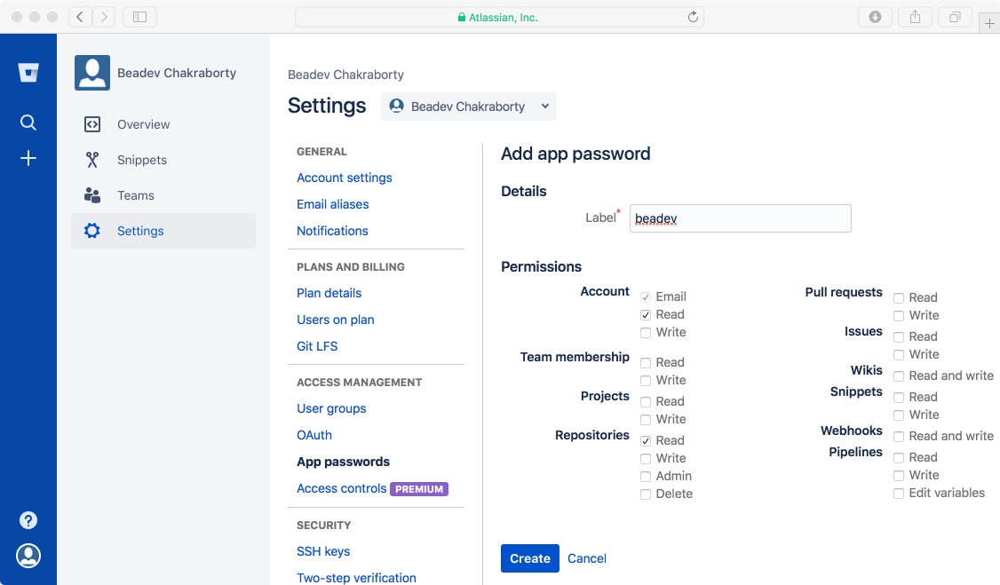 Atlassian, Inc.
Beadev Chakraborty
Overview
Snippets
Teams
Settings
Beadev Chakraborty
Settings
Beadev Chakraborty
GENERAL
Account settings
Email aliases
Notifications
PLANS AND BILLING
Plan details
Users on plan
Git LFS
ACCESS MANAGEMENT
User groups
OAuth
App passwords
Access controls PREMIUM
SECURITY
SSH keys
Two-step verification
Add app password
Details
Label* beadev
Permissions
Account
Email
Read
Write
Team membership
Read
Write
Projects
Read
Write
Repositories
Read
Write
Admin
Delete
Pull requests
Read
Write
Issues
Read
Write
Wikis
Read and write
Snippets
Read
Write
Webhooks
Read and write
Pipelines
Read
Write
Edit variables
Create Cancel